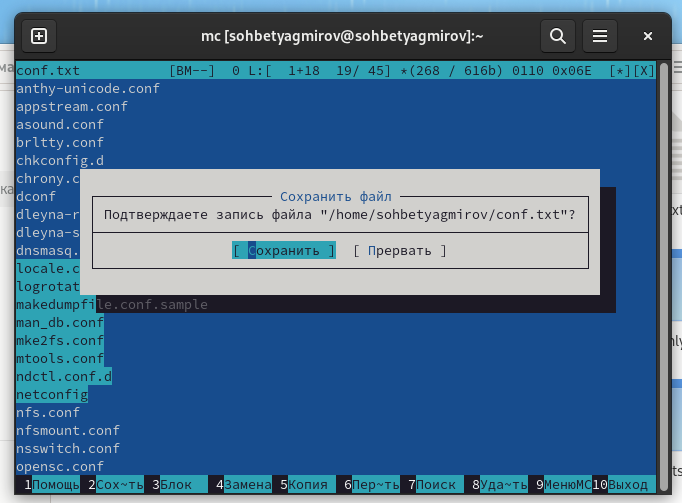 mc [sohbetyagmirov@sohbetyagmirov]:~
conf.txt [BM--] 0 L:[ 1+18 19/ 45] *(268 / 616b) 0110 0x06E [*][X]
anthy-unicode.conf
appstream.conf
asound.conf
brltty.conf
chkconfig.d
chrony.c
dconf
dleyna-r
dleyna-s
dnsmasq.
Сохранить файл
Подтверждаете запись файла "/home/sohbetyagmirov/conf.txt"?
[ Сохранить ] [ Прервать ]
locale.c
logrotat
makedumpfile.conf.sample
man_db.conf
mke2fs.conf
mtools.conf
ndctl.conf.d
netconfig
nfs.conf
nfsmount.conf
nsswitch.conf
opensc.conf
1Помощь 2Сох~ть 3Блок 4Замена 5Копия 6Пер~ть 7Поиск 8Уда~ть 9МенюMC 10Выход